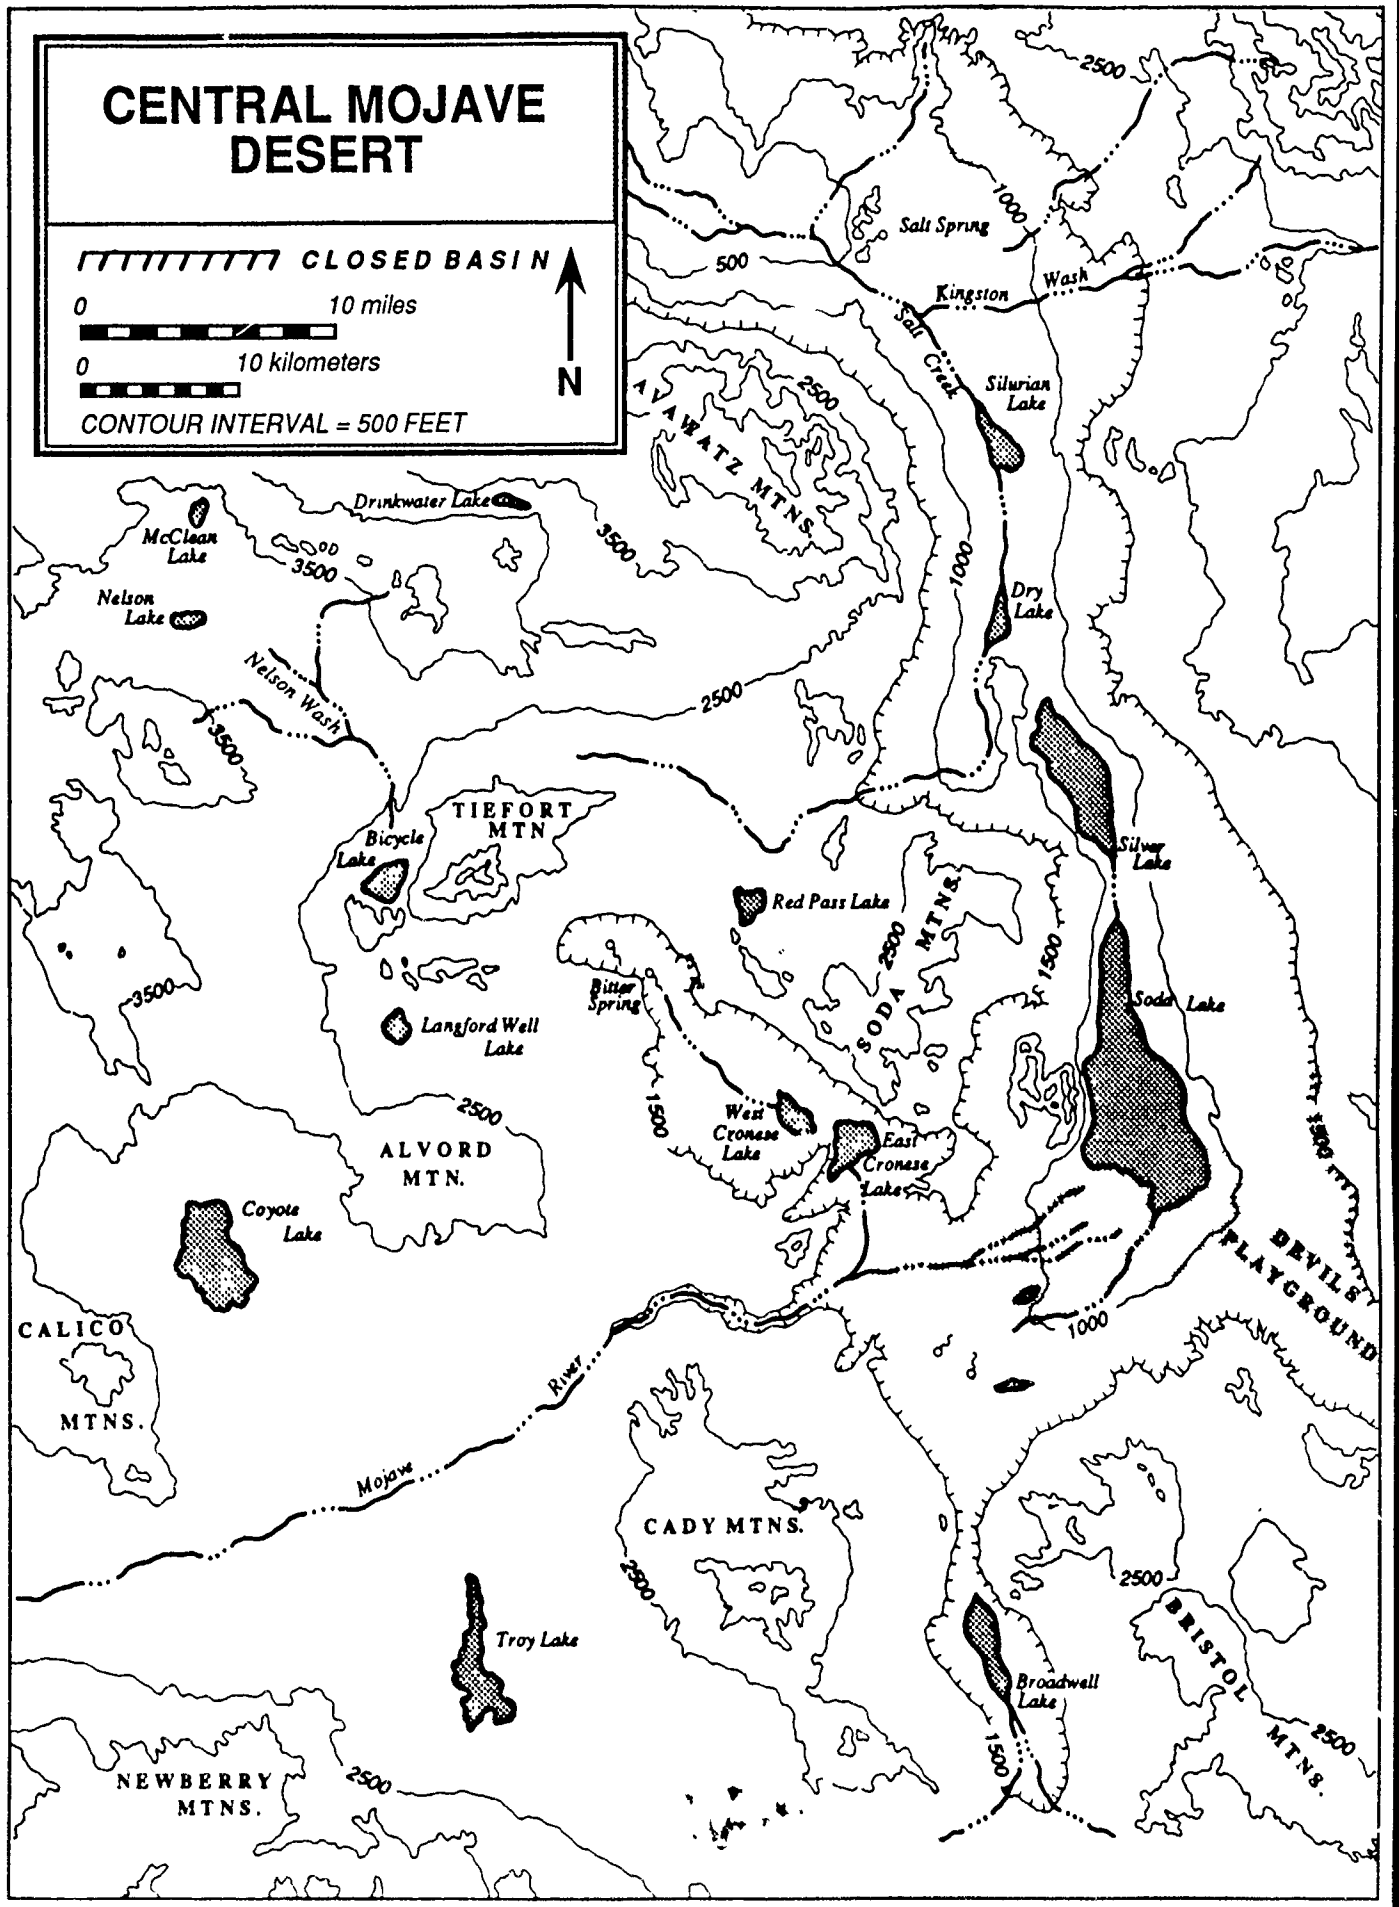 CENTRAL MOJAVE
DESERT
CLOSED BASIN
0 10 miles
0 10 kilometers
N
CONTOUR INTERVAL = 500 FEET
2500
1000
Salt Spring
500
Kingston Wash
Salt Creek
Silurian
Lake
AVAWATZ MTNS.
2500
Drinkwater Lake
McClean
Lake
3500
3500
1000
Nelson
Lake
Dry
Lake
Nelson Wash
2500
3500
TIEFORT
MTN
Bicycle
Lake
Silver
Lake
Red Pass Lake
2500
SODA MTNS.
1500
3500
Bitter
Spring
Soda Lake
Langford Well
Lake
2500
1500
West
Cronese
Lake
East
Cronese
Lake
1500
ALVORD
MTN.
Coyote
Lake
DEVIL'S
PLAYGROUND
CALICO
MTNS.
1000
River
Mojave
CADY MTNS.
2500
2500
BRISTOL MTNS.
Troy Lake
Broadwell
Lake
1500
2500
NEWBERRY
MTNS.
2500